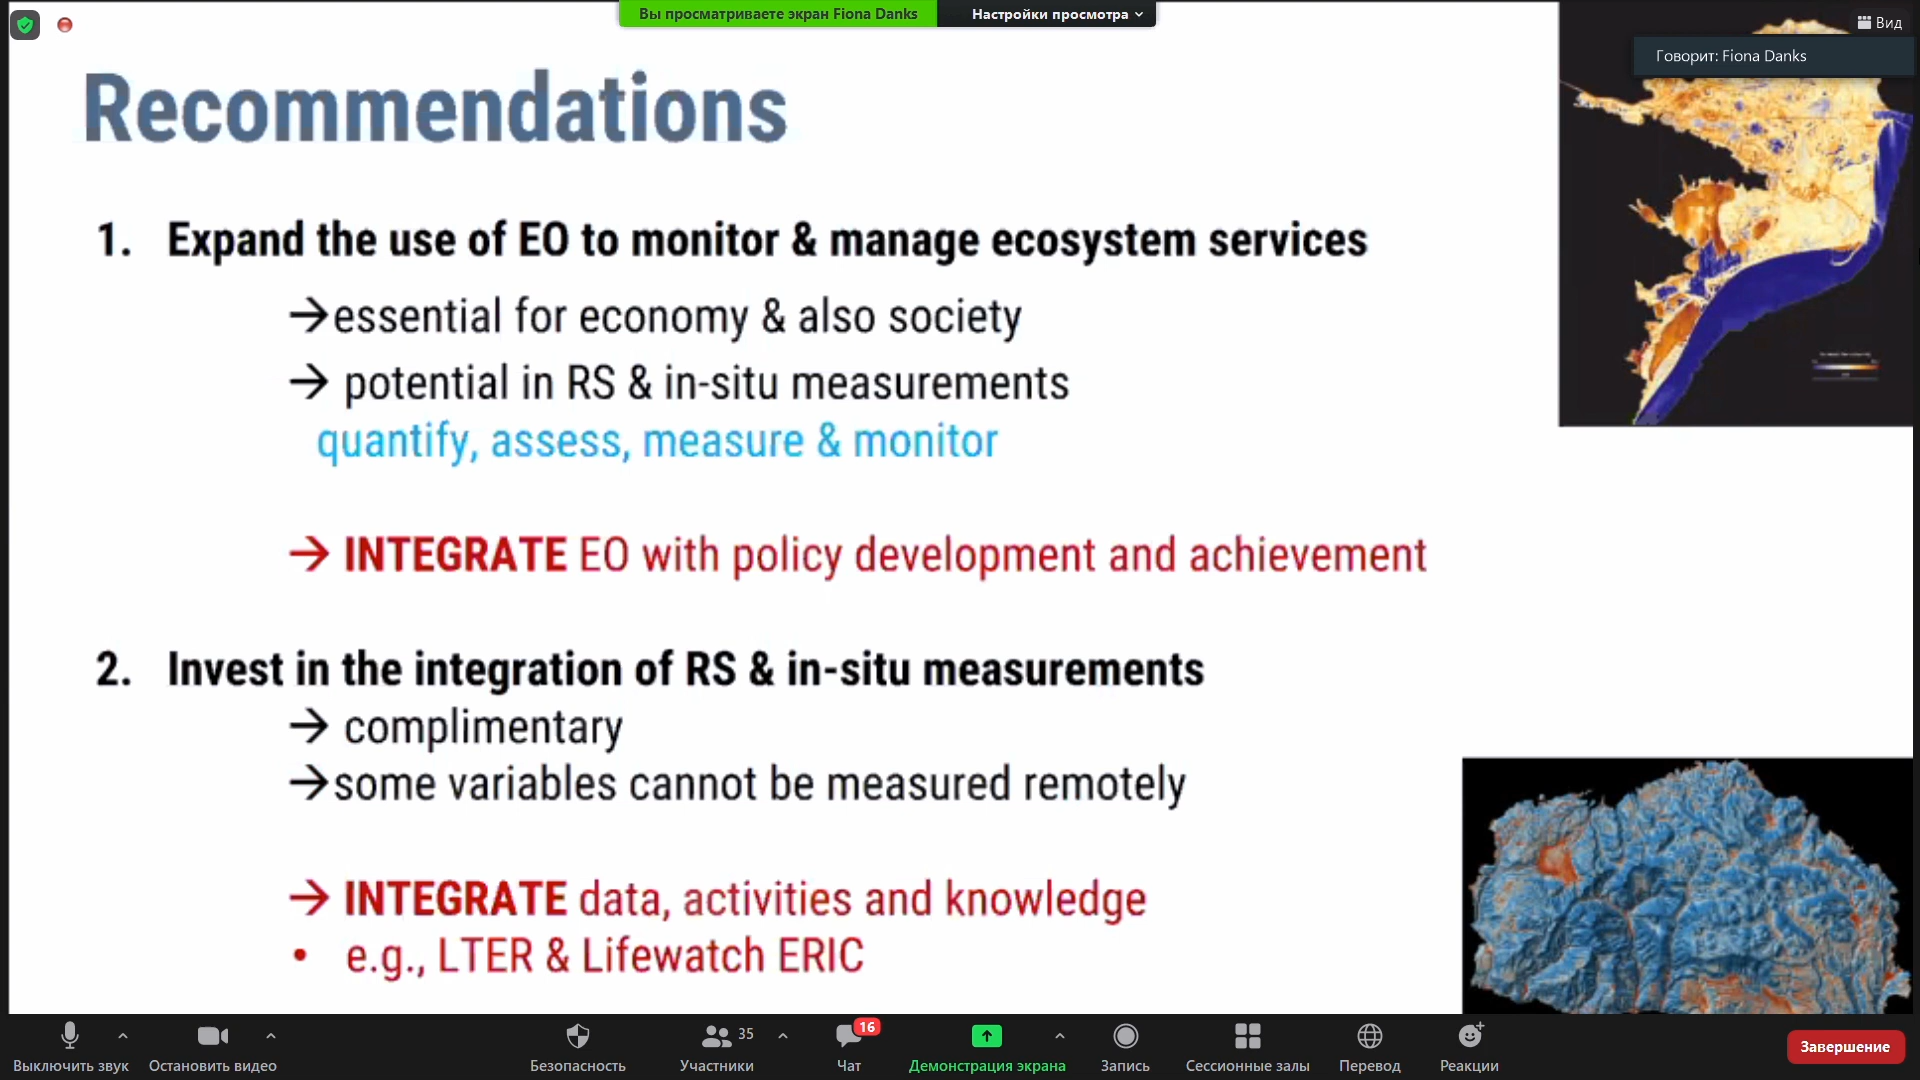 Вы просматриваете экран Fiona Danks
Настройки просмотра
Вид
Говорит: Fiona Danks
Recommendations
1. Expand the use of EO to monitor & manage ecosystem services
→essential for economy & also society
→ potential in RS & in-situ measurements
quantify, assess, measure & monitor
→ INTEGRATE EO with policy development and achievement
2. Invest in the integration of RS & in-situ measurements
→ complimentary
→some variables cannot be measured remotely
→ INTEGRATE data, activities and knowledge
• e.g., LTER & Lifewatch ERIC
35
16
Выключить звук
Остановить видео
Безопасность
Участники
Чат
Демонстрация экрана
Запись
Сессионные залы
Перевод
Реакции
Завершение